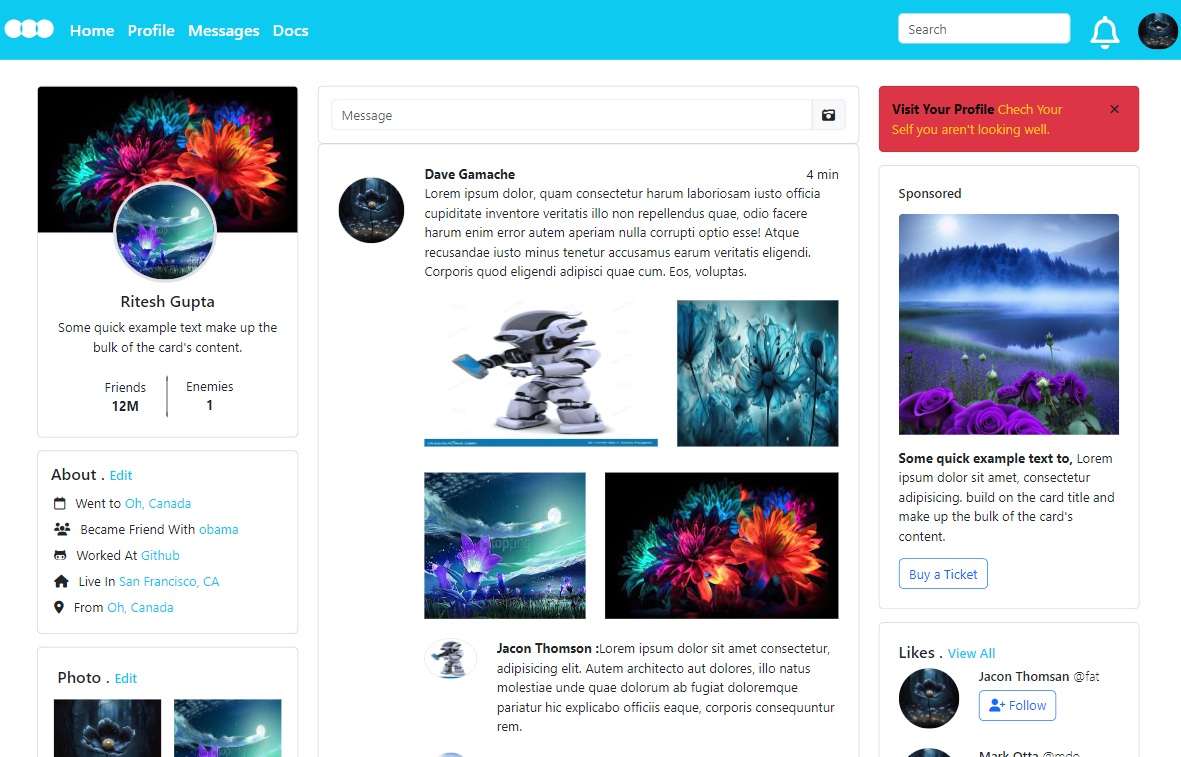 Home Profile Messages Docs
Search
Ritesh Gupta
Some quick example text make up the
bulk of the card's content.
Friends
12M
Enemies
1
About . Edit
Went to Oh, Canada
Became Friend With obama
Worked At Github
Live In San Francisco, CA
From Oh, Canada
Photo . Edit
Message
Dave Gamache
4 min
Lorem ipsum dolor, quam consectetur harum laboriosam iusto officia
cupiditate inventore veritatis illo non repellendus quae, odio facere
harum enim error autem aperiam nulla corrupti optio esse! Atque
recusandae iusto minus tenetur accusamus earum veritatis eligendi.
Corporis quod eligendi adipisci quae cum. Eos, voluptas.
Jacon Thomson :Lorem ipsum dolor sit amet consectetur,
adipisicing elit. Autem architecto aut dolores, illo natus
molestiae unde quae dolorum ab fugiat doloremque
pariatur hic explicabo officiis eaque, corporis consequuntur
rem.
Visit Your Profile Chech Your
Self you aren't looking well.
Sponsored
Some quick example text to, Lorem
ipsum dolor sit amet, consectetur
adipisicing. build on the card title and
make up the bulk of the card's
content.
Buy a Ticket
Likes . View All
Jacon Thomsan @fat
Follow
Mark Otta @mdo